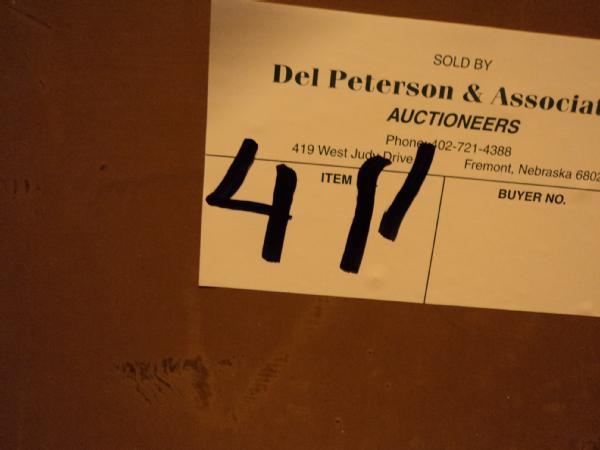 SOLD BY
Del Peterson & Associat
AUCTIONEERS
Phone: 402-721-4388
419 West Judy Drive Fremont, Nebraska 6802
ITEM
BUYER NO.
4